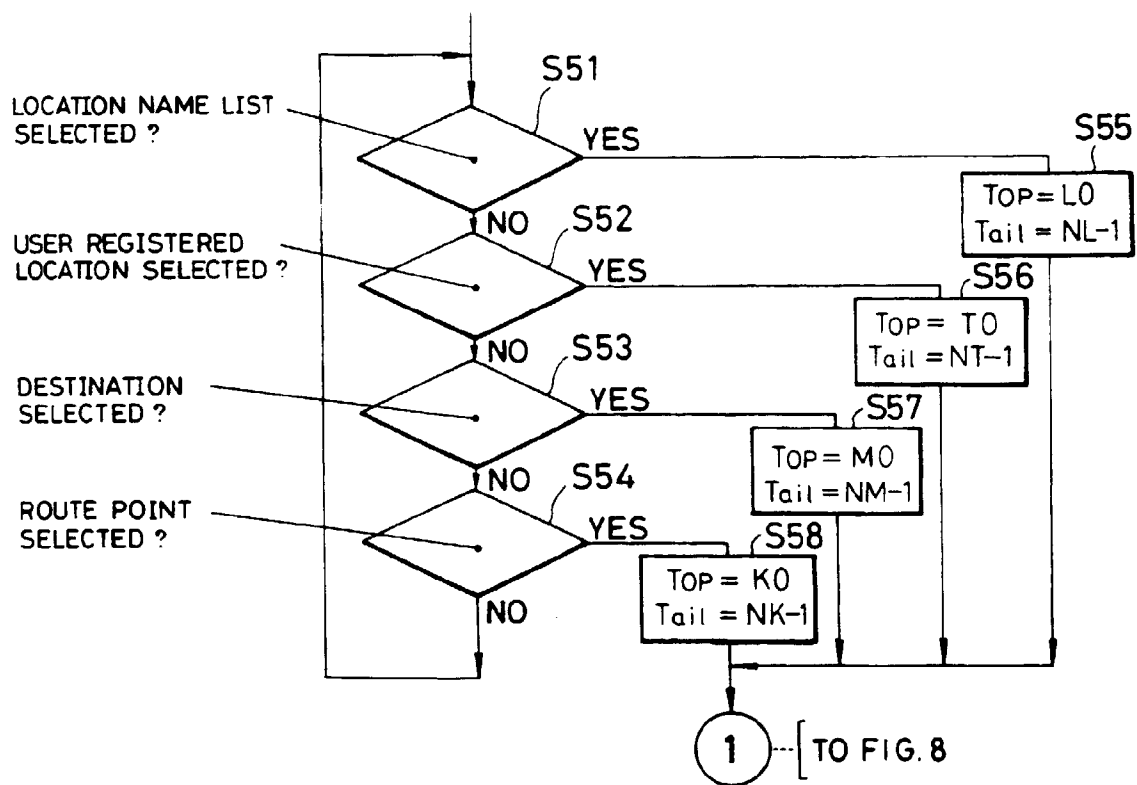 S51
LOCATION NAME LIST
SELECTED ?
YES
S55
TOP = L0
Tail = NL-1
NO
S52
USER REGISTERED
LOCATION SELECTED ?
YES
S56
TOP = T0
Tail = NT-1
NO
S53
DESTINATION
SELECTED ?
YES
S57
TOP = M0
Tail = NM-1
NO
S54
ROUTE POINT
SELECTED ?
YES
S58
TOP = K0
Tail = NK-1
NO
1
TO FIG. 8